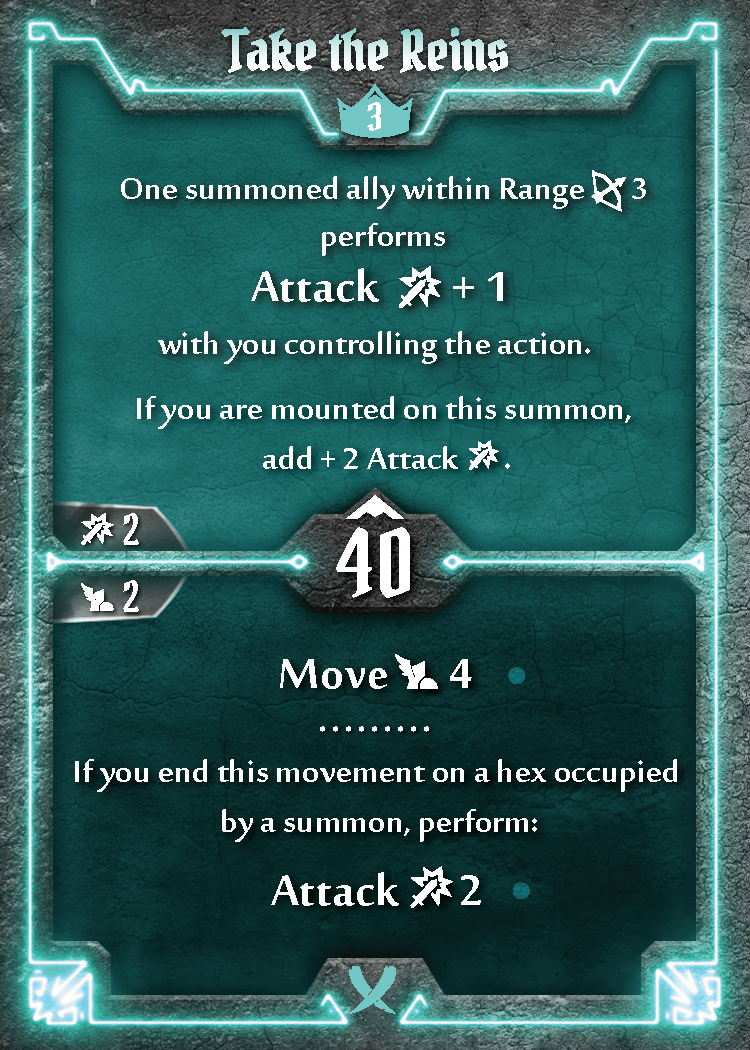 Take the Reins
3
One summoned ally within Range 3
performs
Attack + 1
with you controlling the action.
If you are mounted on this summon,
add + 2 Attack .
2
40
2
Move 4
.........
If you end this movement on a hex occupied
by a summon, perform:
Attack 2